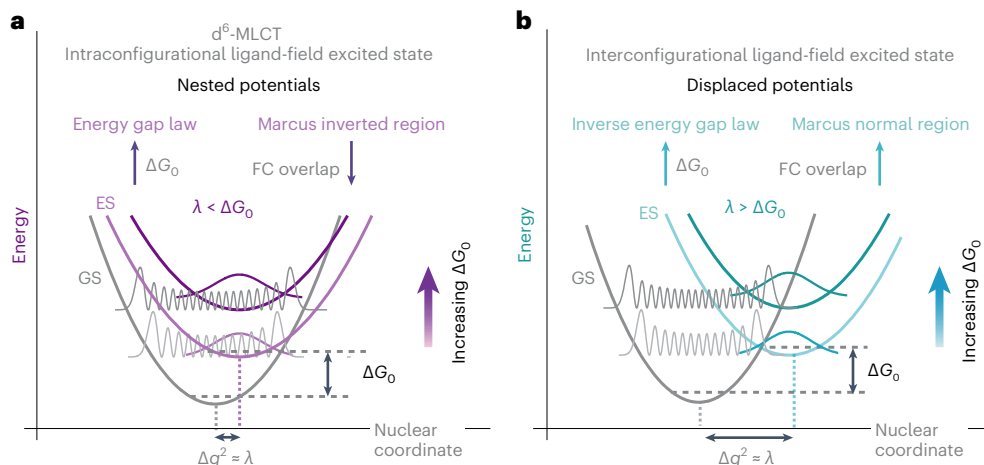 a
d⁶-MLCT
Intraconfigurational ligand-field excited state
Nested potentials
Energy gap law
Marcus inverted region
ΔG₀
FC overlap
λ < ΔG₀
ES
GS
Energy
Increasing ΔG₀
ΔG₀
Nuclear
coordinate
Δq² ≈ λ
b
Interconfigurational ligand-field excited state
Displaced potentials
Inverse energy gap law
Marcus normal region
ΔG₀
FC overlap
λ > ΔG₀
ES
GS
Energy
Increasing ΔG₀
ΔG₀
Nuclear
coordinate
Δq² ≈ λ